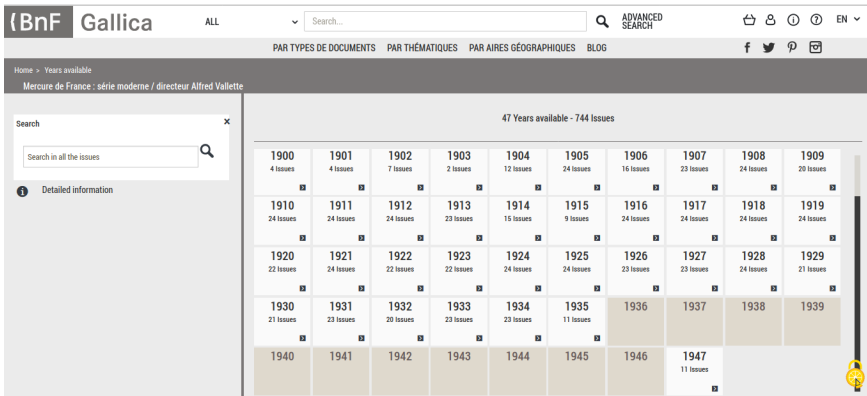 (BnF Gallica ALL Search... ADVANCED SEARCH EN
PAR TYPES DE DOCUMENTS PAR THÉMATIQUES PAR AIRES GÉOGRAPHIQUES BLOG
Home > Years available
Mercure de France : série moderne / directeur Alfred Vallette
Search ×
Search in all the issues
Detailed information
47 Years available - 744 Issues
1900 1901 1902 1903 1904 1905 1906 1907 1908 1909
4 Issues 4 Issues 7 Issues 2 Issues 12 Issues 24 Issues 16 Issues 23 Issues 24 Issues 20 Issues
1910 1911 1912 1913 1914 1915 1916 1917 1918 1919
24 Issues 24 Issues 24 Issues 23 Issues 15 Issues 9 Issues 24 Issues 24 Issues 24 Issues 24 Issues
1920 1921 1922 1923 1924 1925 1926 1927 1928 1929
22 Issues 24 Issues 22 Issues 22 Issues 24 Issues 24 Issues 23 Issues 23 Issues 24 Issues 21 Issues
1930 1931 1932 1933 1934 1935 1936 1937 1938 1939
21 Issues 23 Issues 20 Issues 23 Issues 23 Issues 11 Issues
1940 1941 1942 1943 1944 1945 1946 1947
11 Issues